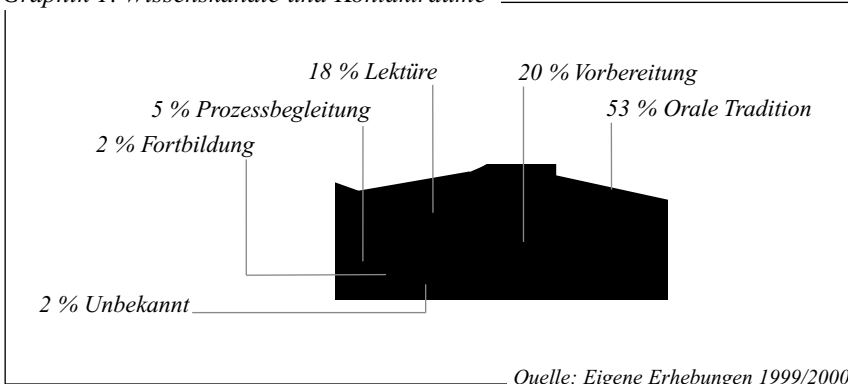 Graphik 1: Wissenskanäle und Kontakträume
18 % Lektüre
20 % Vorbereitung
5 % Prozessbegleitung
53 % Orale Tradition
2 % Fortbildung
2 % Unbekannt
Quelle: Eigene Erhebungen 1999/2000